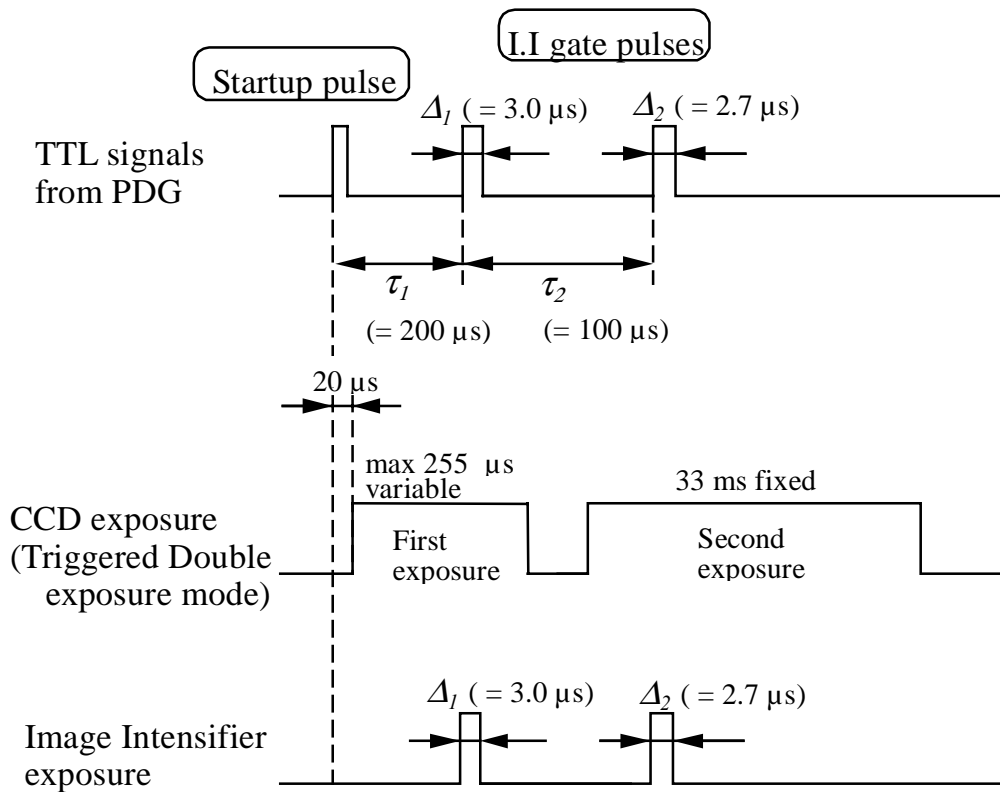 I.I gate pulses
Startup pulse
Δ1 ( = 3.0 µs)
Δ2 ( = 2.7 µs)
TTL signals
from PDG
τ1
τ2
(= 200 µs)
(= 100 µs)
20 µs
max 255 µs
variable
33 ms fixed
CCD exposure
(Triggered Double
exposure mode)
First
exposure
Second
exposure
Δ1 ( = 3.0 µs)
Δ2 ( = 2.7 µs)
Image Intensifier
exposure